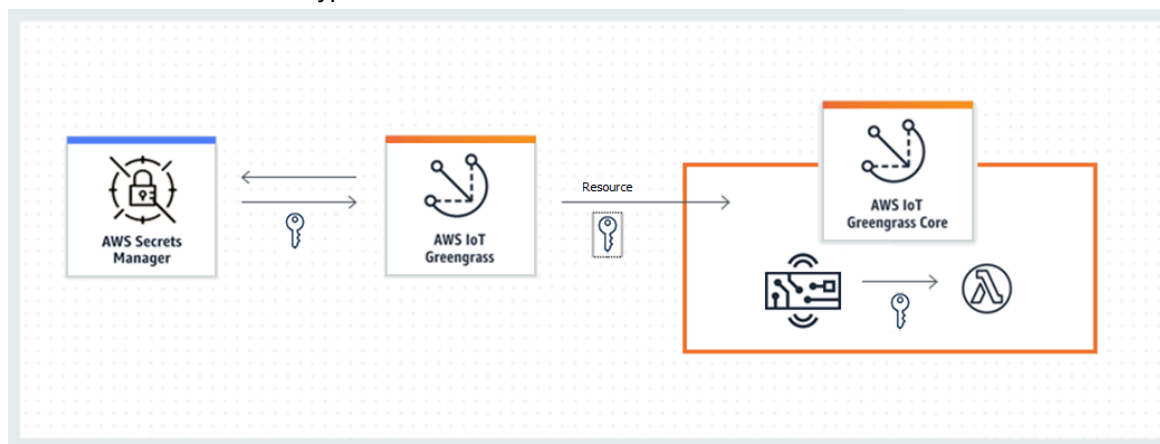 AWS Secrets
Manager
AWS IoT
Greengrass
Resource
AWS IoT
Greengrass Core